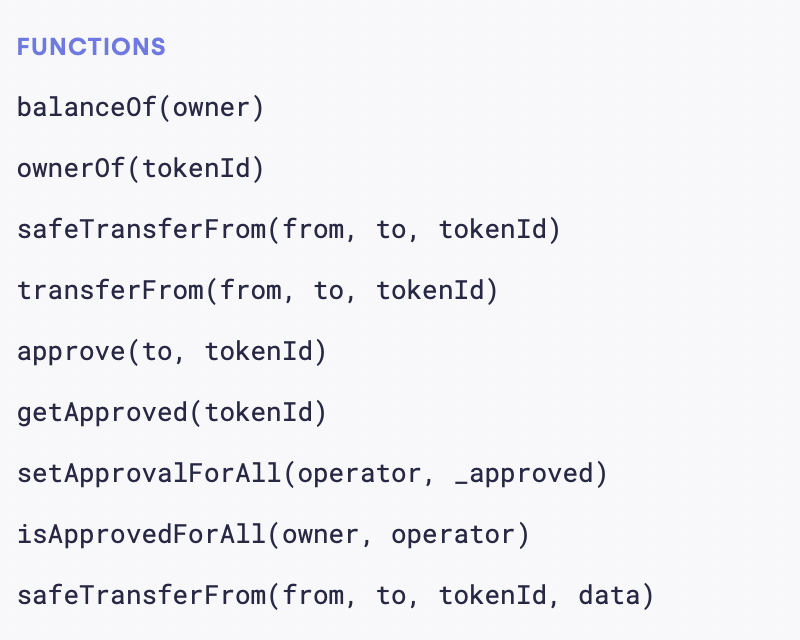 FUNCTIONS
balanceOf(owner)
ownerOf(tokenId)
safeTransferFrom(from, to, tokenId)
transferFrom(from, to, tokenId)
approve(to, tokenId)
getApproved(tokenId)
setApprovalForAll(operator, _approved)
isApprovedForAll(owner, operator)
safeTransferFrom(from, to, tokenId, data)